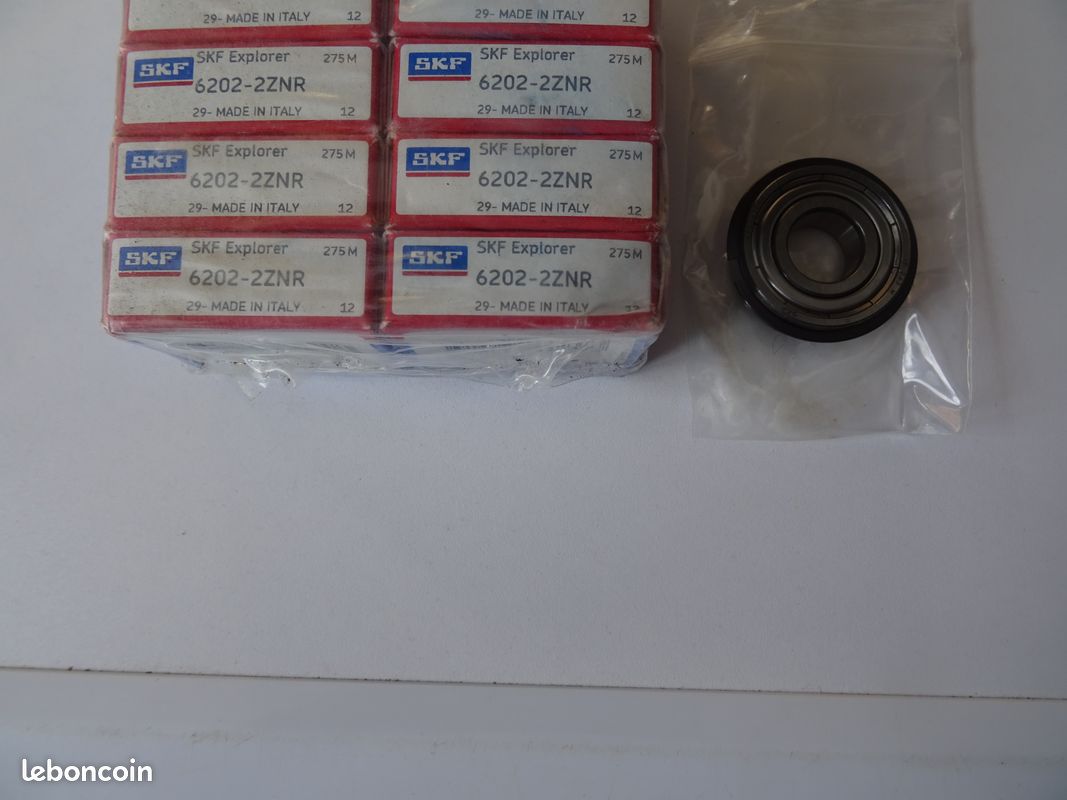 29- MADE IN ITALY 12
29- MADE IN ITALY 12
SKF SKF Explorer 275M
6202-2ZNR
29- MADE IN ITALY 12
SKF SKF Explorer 275M
6202-2ZNR
29- MADE IN ITALY 12
SKF SKF Explorer 275M
6202-2ZNR
29- MADE IN ITALY 12
SKF SKF Explorer 275M
6202-2ZNR
29- MADE IN ITALY 12
SKF SKF Explorer 275M
6202-2ZNR
29- MADE IN ITALY 12
SKF SKF Explorer 275M
6202-2ZNR
29- MADE IN ITALY
leboncoin